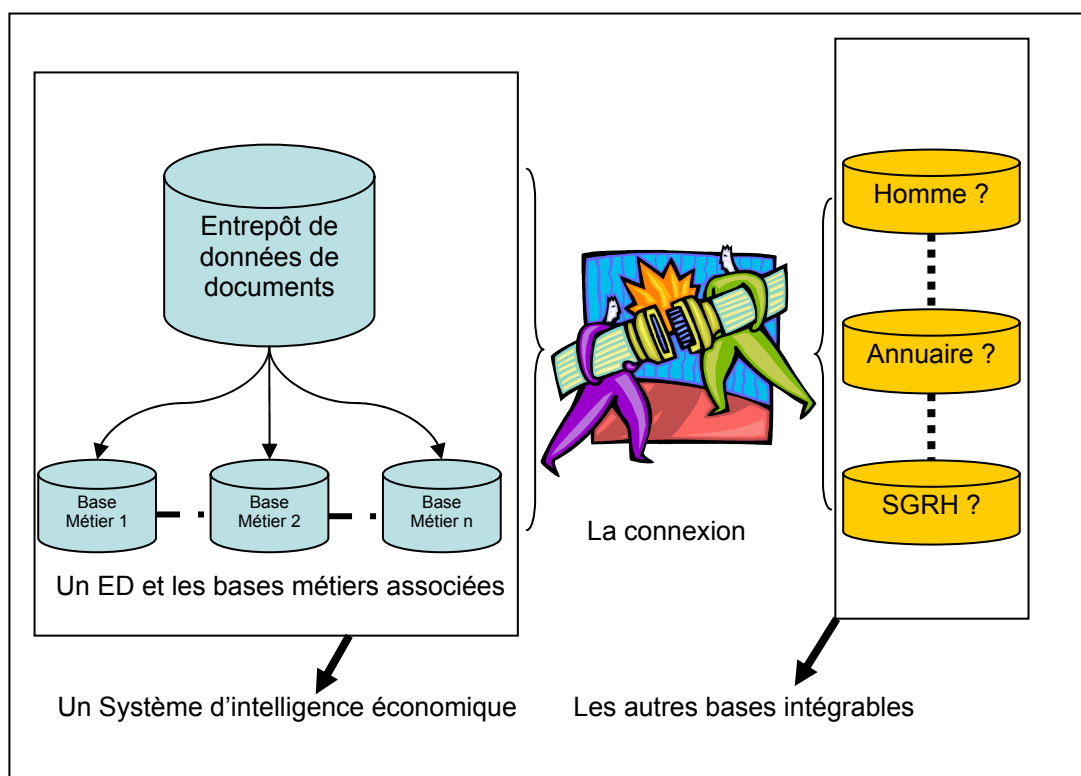 Entrepôt de
données de
documents
Base
Métier 1
Base
Métier 2
Base
Métier n
Un ED et les bases métiers associées
Un Système d’intelligence économique
La connexion
Homme ?
Annuaire ?
SGRH ?
Les autres bases intégrables